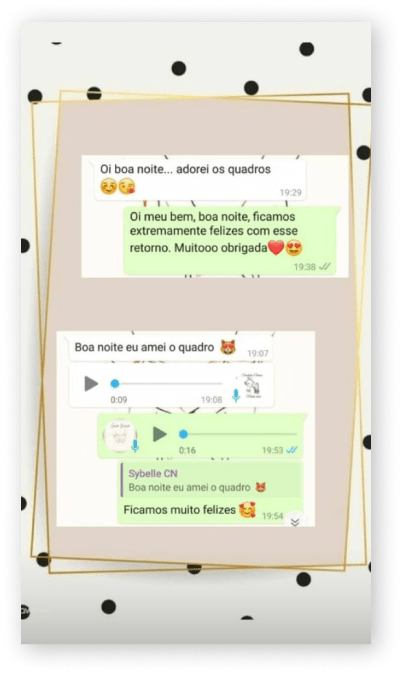 Oi boa noite... adorei os quadros
☺️😘
19:29
Oi meu bem, boa noite, ficamos
extremamente felizes com esse
retorno. Muitooo obrigada❤️😍
19:38
Boa noite eu amei o quadro 😻
19:07
0:09
19:08
0:16
19:53
Sybelle CN
Boa noite eu amei o quadro 😻
Ficamos muito felizes 🥰
19:54